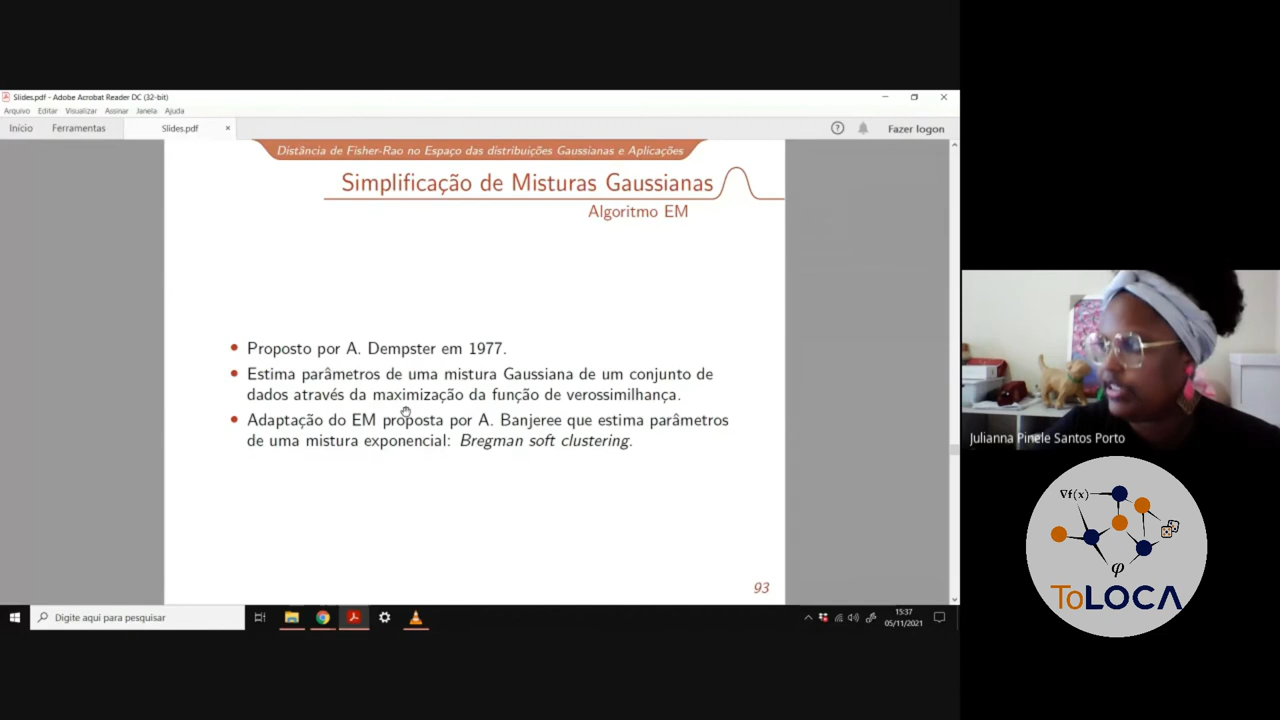 Slides.pdf - Adobe Acrobat Reader DC (32-bit)
Arquivo Editar Visualizar Assinar Janela Ajuda
Início Ferramentas Slides.pdf × Fazer logon
Distância de Fisher-Rao no Espaço das distribuições Gaussianas e Aplicações
Simplificação de Misturas Gaussianas
Algoritmo EM
• Proposto por A. Dempster em 1977.
• Estima parâmetros de uma mistura Gaussiana de um conjunto de
dados através da maximização da função de verossimilhança.
• Adaptação do EM proposta por A. Banjeree que estima parâmetros
de uma mistura exponencial: Bregman soft clustering.
93
Julianna Pinele Santos Porto
∇f(x)
φ
ToLOCA
Digite aqui para pesquisar
15:37
05/11/2021